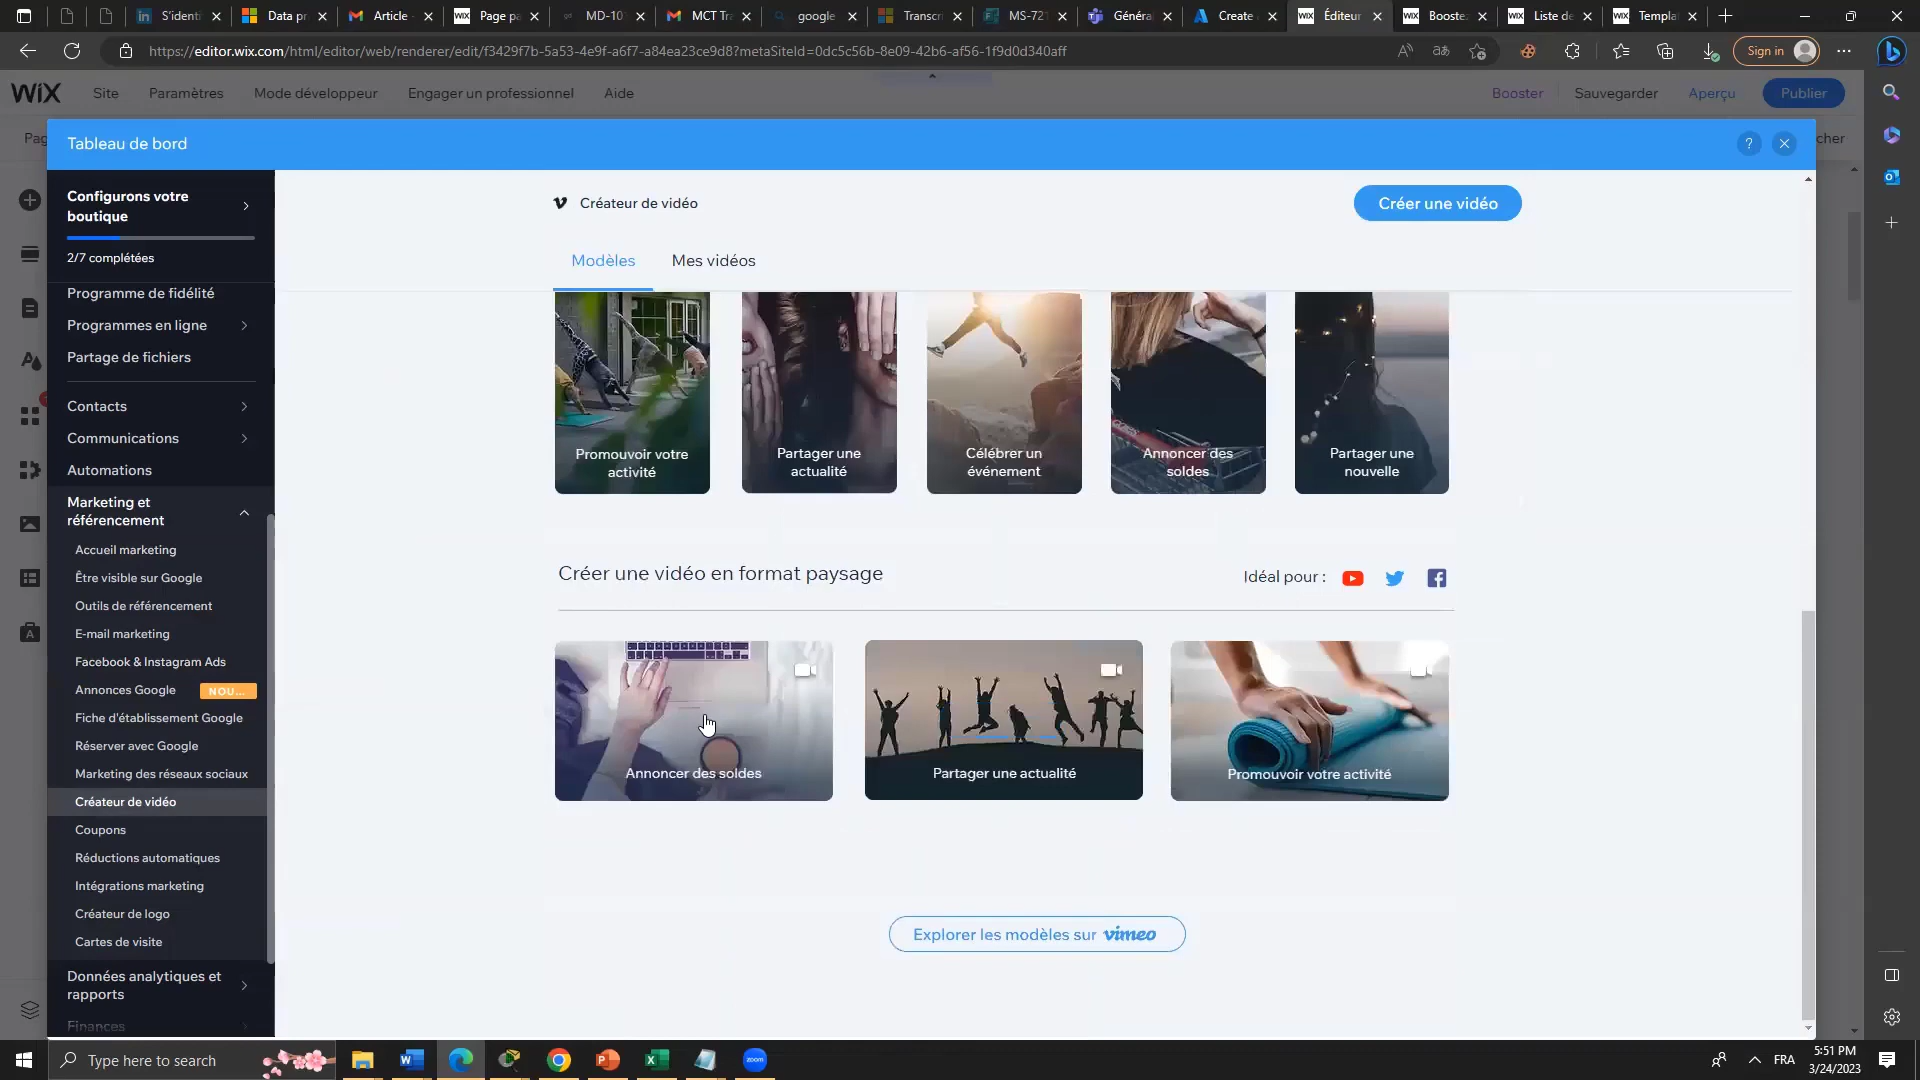 S'identi
Data pr
Article -
Page pa
MD-10
MCT Tr
google
Transcr
MS-721
Généra
Create
Éditeur
Booste
Liste de
Templa
https://editor.wix.com/html/editor/web/renderer/edit/f3429f7b-5a53-4e9f-a6f7-a84ea23ce9d8?metaSiteId=0dc5c56b-8e09-42b6-af56-1f9d0d340aff
Sign in
WiX
Site
Paramètres
Mode développeur
Engager un professionnel
Aide
Booster
Sauvegarder
Aperçu
Publier
Pag
cher
Tableau de bord
?
Configurons votre
boutique
2/7 complétées
Programme de fidélité
Programmes en ligne
Partage de fichiers
Contacts
Communications
Automations
Marketing et
référencement
Accueil marketing
Être visible sur Google
Outils de référencement
E-mail marketing
Facebook & Instagram Ads
Annonces Google
NOU...
Fiche d'établissement Google
Réserver avec Google
Marketing des réseaux sociaux
Créateur de vidéo
Coupons
Réductions automatiques
Intégrations marketing
Créateur de logo
Cartes de visite
Données analytiques et
rapports
Finances
Créateur de vidéo
Créer une vidéo
Modèles
Mes vidéos
Promouvoir votre
activité
Partager une
actualité
Célébrer un
événement
Annoncer des
soldes
Partager une
nouvelle
Créer une vidéo en format paysage
Idéal pour :
Annoncer des soldes
Partager une actualité
Promouvoir votre activité
Explorer les modèles sur vimeo
Type here to search
FRA
5:51 PM
3/24/2023